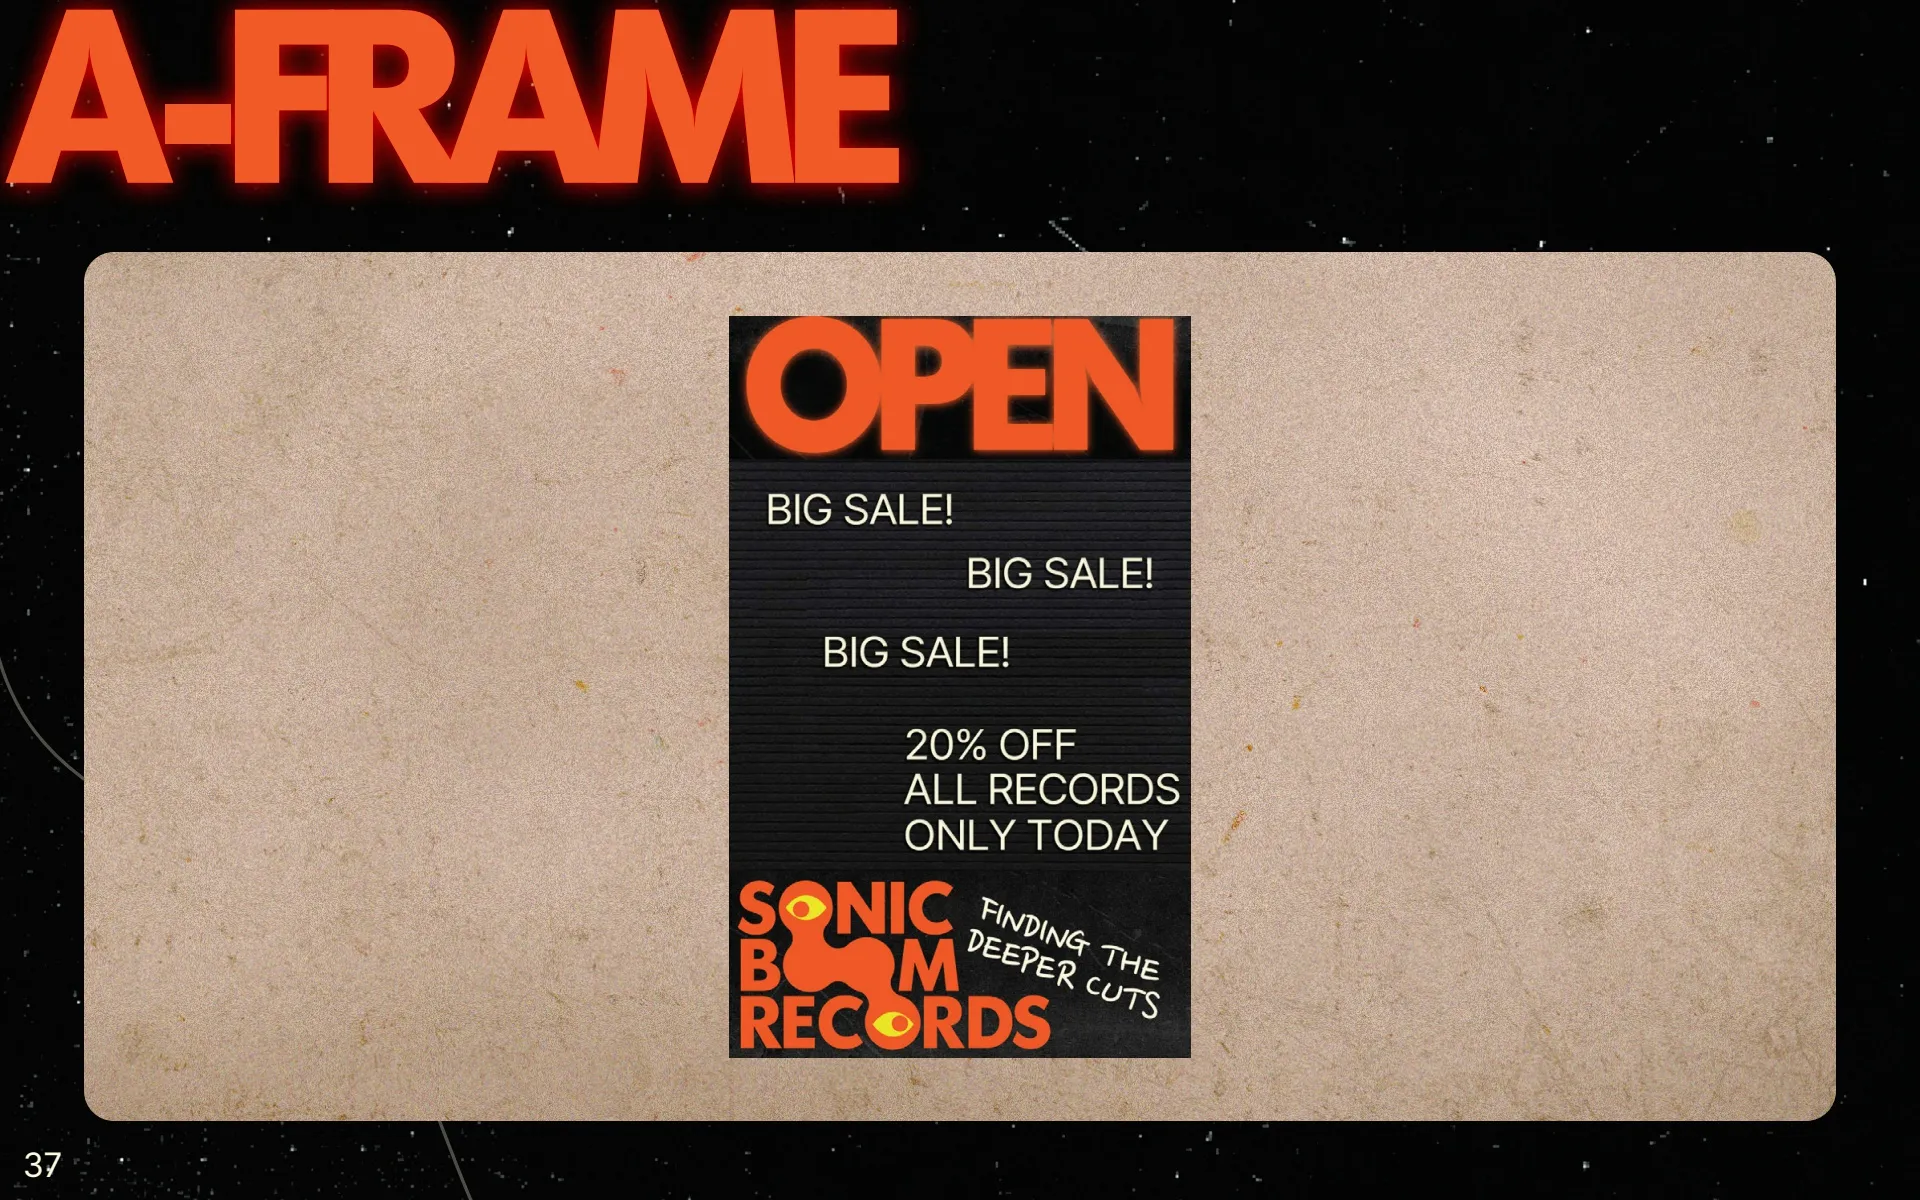 A-FRAME
OPEN
BIG SALE!
BIG SALE!
BIG SALE!
20% OFF
ALL RECORDS
ONLY TODAY
SONIC
BOOM
RECORDS
FINDING THE
DEEPER CUTS
37